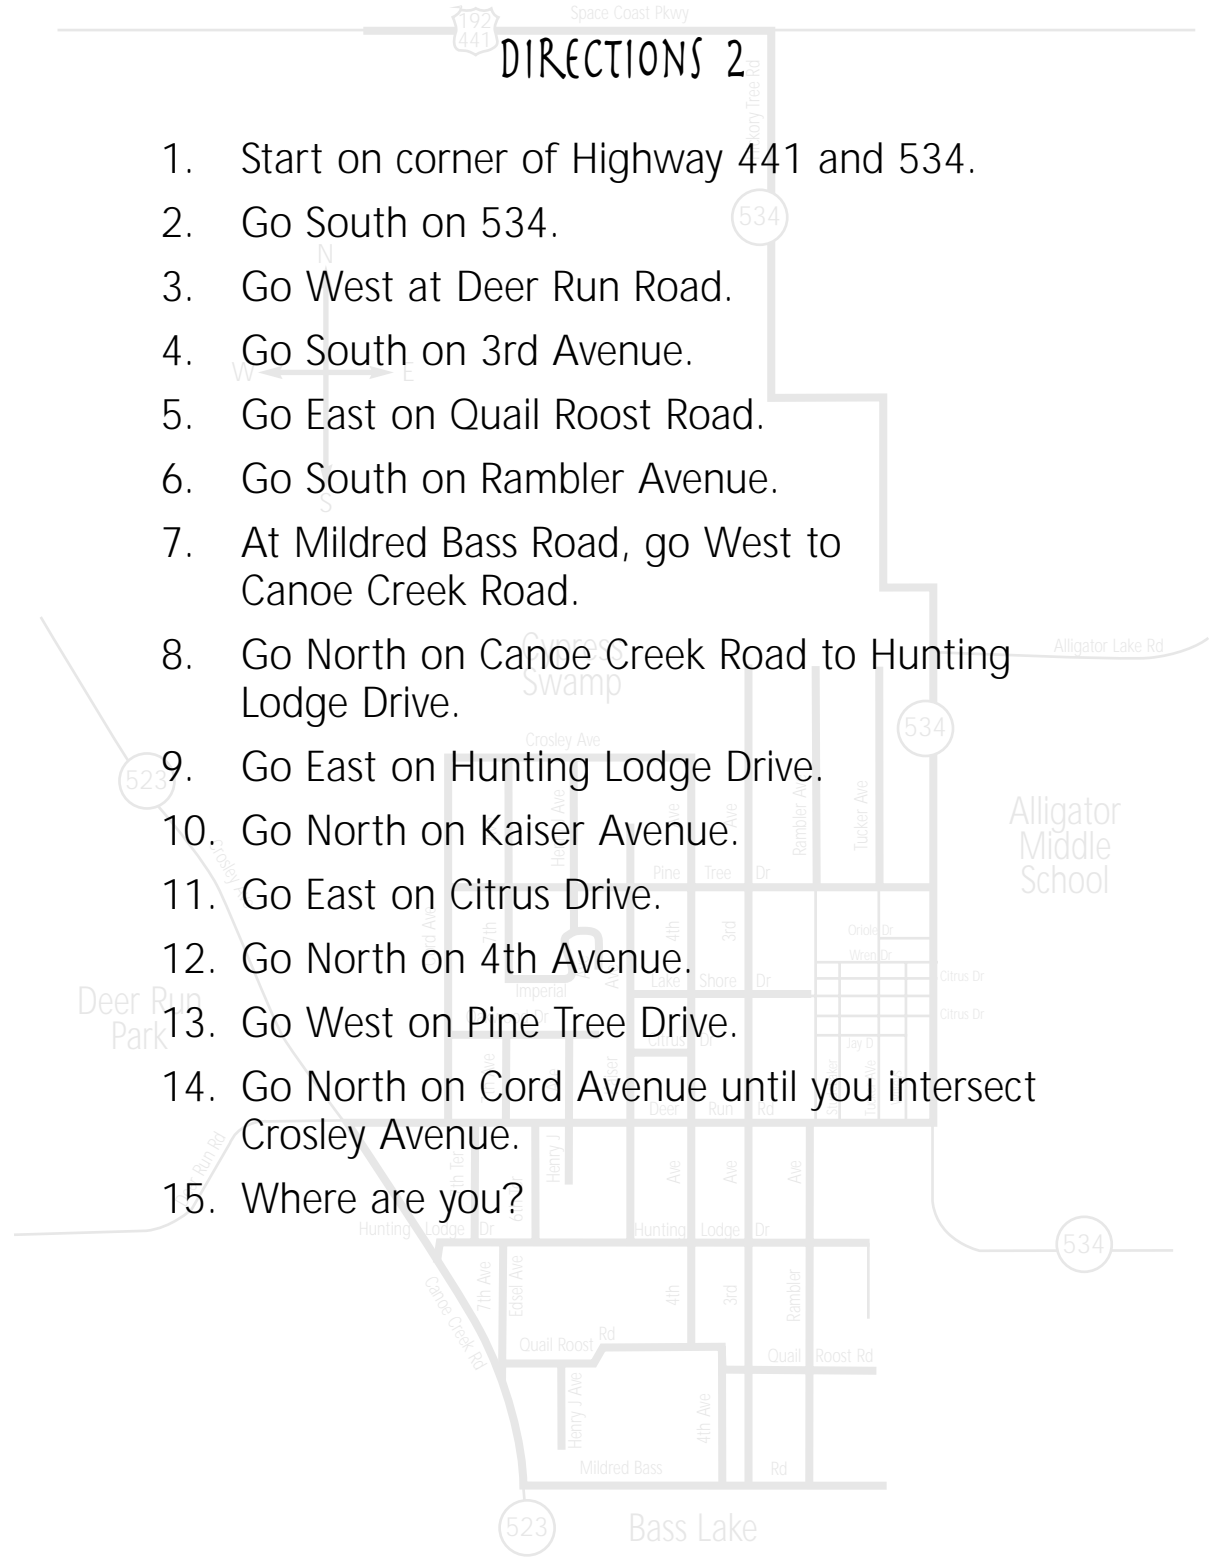 Space Coast Pkwy
192
441
DIRECTIONS 2
1. Start on corner of Highway 441 and 534.
534
2. Go South on 534.
N
3. Go West at Deer Run Road.
4. Go South on 3rd Avenue.
W E
5. Go East on Quail Roost Road.
6. Go South on Rambler Avenue.
S
7. At Mildred Bass Road, go West to
Canoe Creek Road.
Cypress
Swamp
Alligator Lake Rd
8. Go North on Canoe Creek Road to Hunting
Lodge Drive.
534
Crosley Ave
9. Go East on Hunting Lodge Drive.
523
Alligator
Middle
School
Rambler Ave
Tucker Ave
10. Go North on Kaiser Avenue.
Pine Tree Dr
11. Go East on Citrus Drive.
7th
4th
3rd
Oriole Dr
Wren Dr
12. Go North on 4th Avenue.
Imperial
Lake Shore Dr
Citrus Dr
Deer Run
Park
13. Go West on Pine Tree Drive.
Citrus Dr
Citrus Dr
Jay D
14. Go North on Cord Avenue until you intersect
Crosley Avenue.
Deer Run Rd
Run Rd
15. Where are you?
Henry J
Ave
Ave
Ave
Hunting Lodge Dr
Hunting Lodge Dr
534
Canoe Creek Rd
7th Ave
Edsel Ave
4th
3rd
Rambler
Quail Roost Rd
Quail Roost Rd
Henry J Ave
4th Ave
Mildred Bass Rd
523
Bass Lake